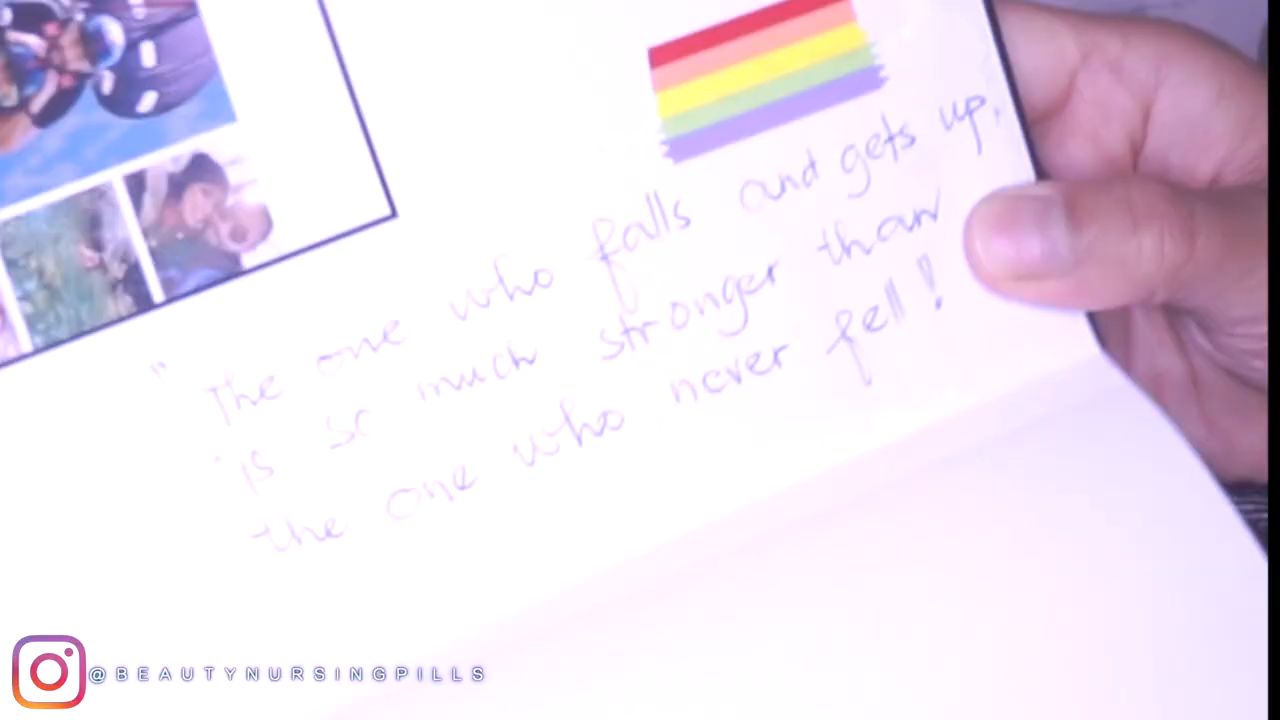 " The one who falls and gets up,
is so much stronger than
the one who never fell!
@BEAUTYNURSINGPILLS